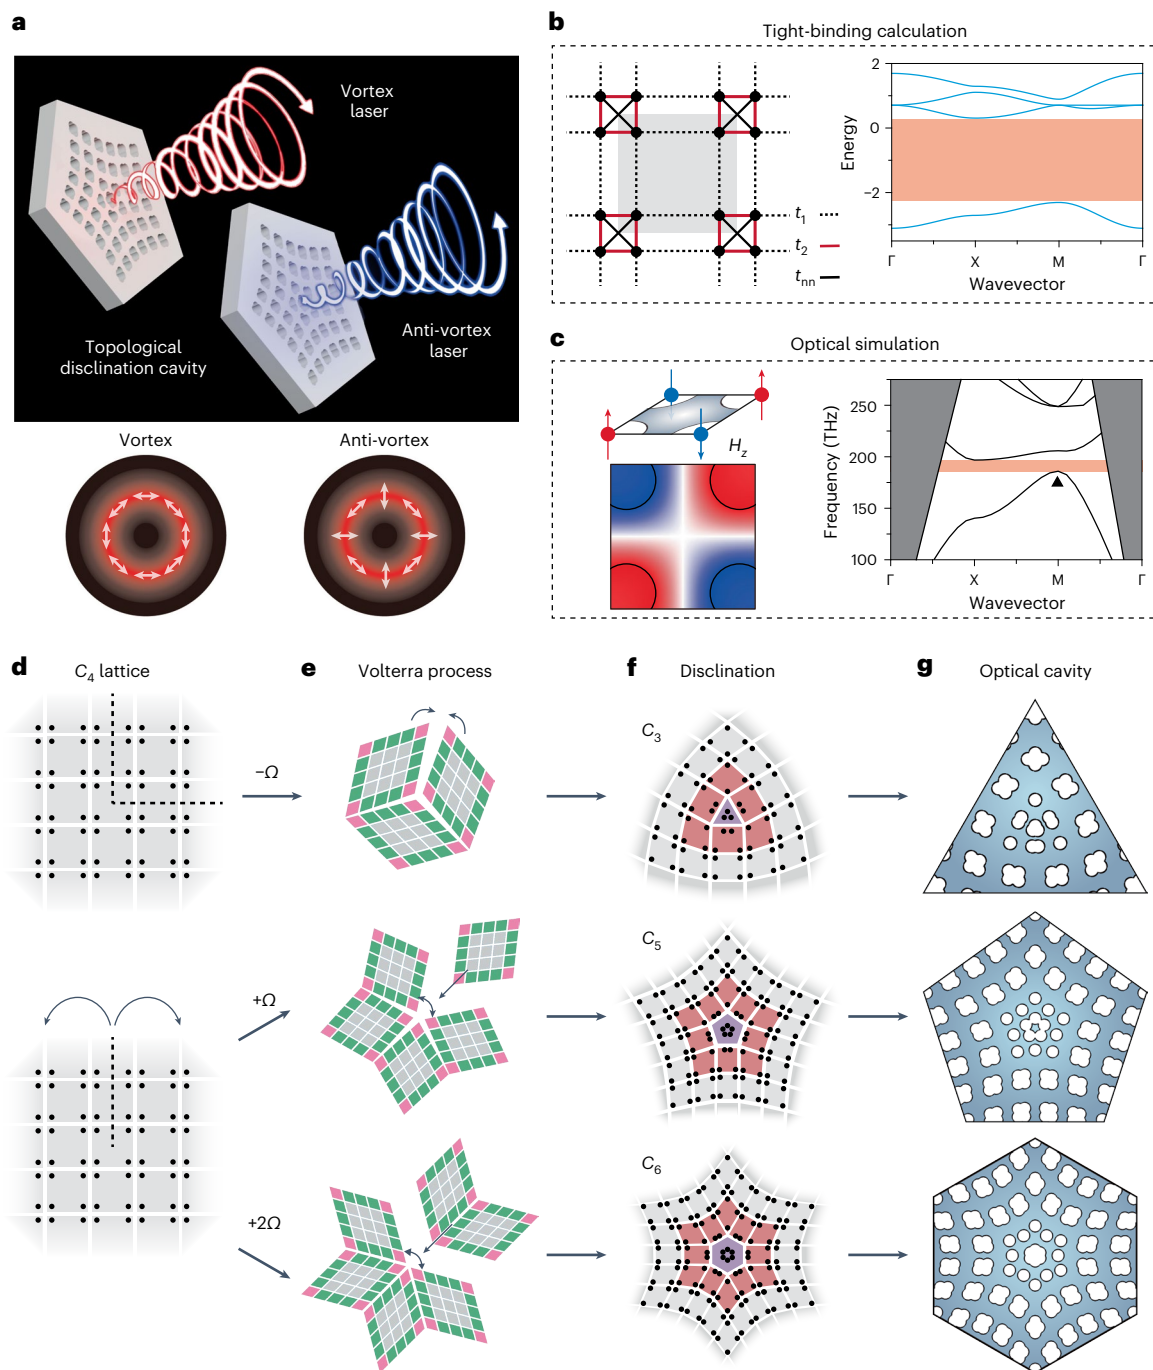 a
Vortex
laser
Anti-vortex
laser
Topological
disclination cavity
Vortex
Anti-vortex
b
Tight-binding calculation
t₁
t₂
tₙₙ
Energy
2
0
−2
Γ
X
M
Γ
Wavevector
c
Optical simulation
H_z
Frequency (THz)
250
200
150
100
Γ
X
M
Γ
Wavevector
d
C₄ lattice
e
Volterra process
f
Disclination
g
Optical cavity
−Ω
C₃
+Ω
C₅
+2Ω
C₆